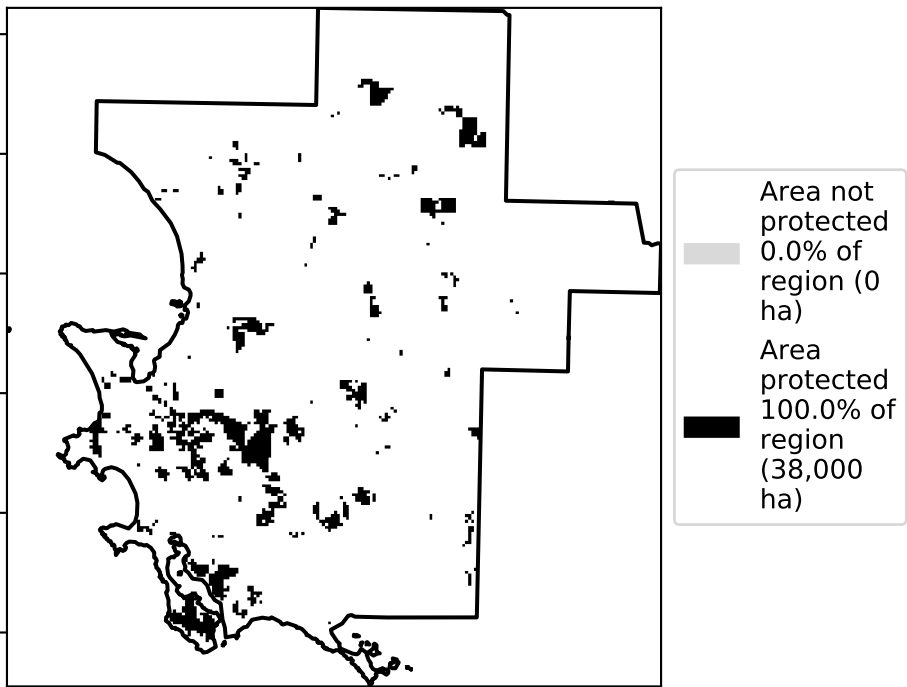 Area not
protected
0.0% of
region (0
ha)
Area
protected
100.0% of
region
(38,000
ha)